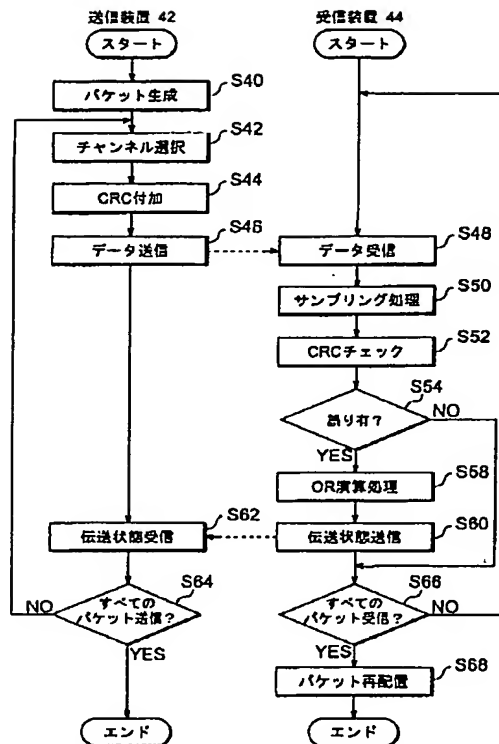 送信装置 42
スタート
パケット生成
S40
チャンネル選択
S42
CRC付加
S44
データ送信
S46
伝送状態受信
S62
すべての
パケット送信?
S64
NO
YES
エンド
受信装置 44
スタート
データ受信
S48
サンプリング処理
S50
CRCチェック
S52
誤り有?
S54
NO
YES
OR演算処理
S58
伝送状態送信
S60
すべての
パケット受信?
S66
NO
YES
パケット再配置
S68
エンド